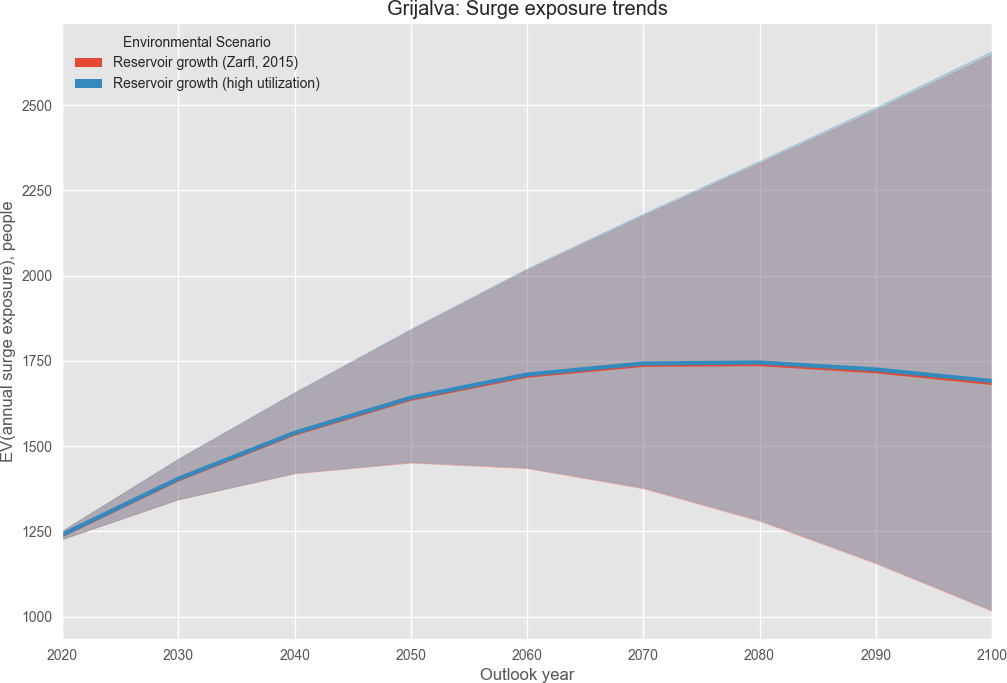 Grijalva: Surge exposure trends
Environmental Scenario
Reservoir growth (Zarfl, 2015)
Reservoir growth (high utilization)
EV(annual surge exposure), people
2500
2250
2000
1750
1500
1250
1000
2020 2030 2040 2050 2060 2070 2080 2090 2100
Outlook year